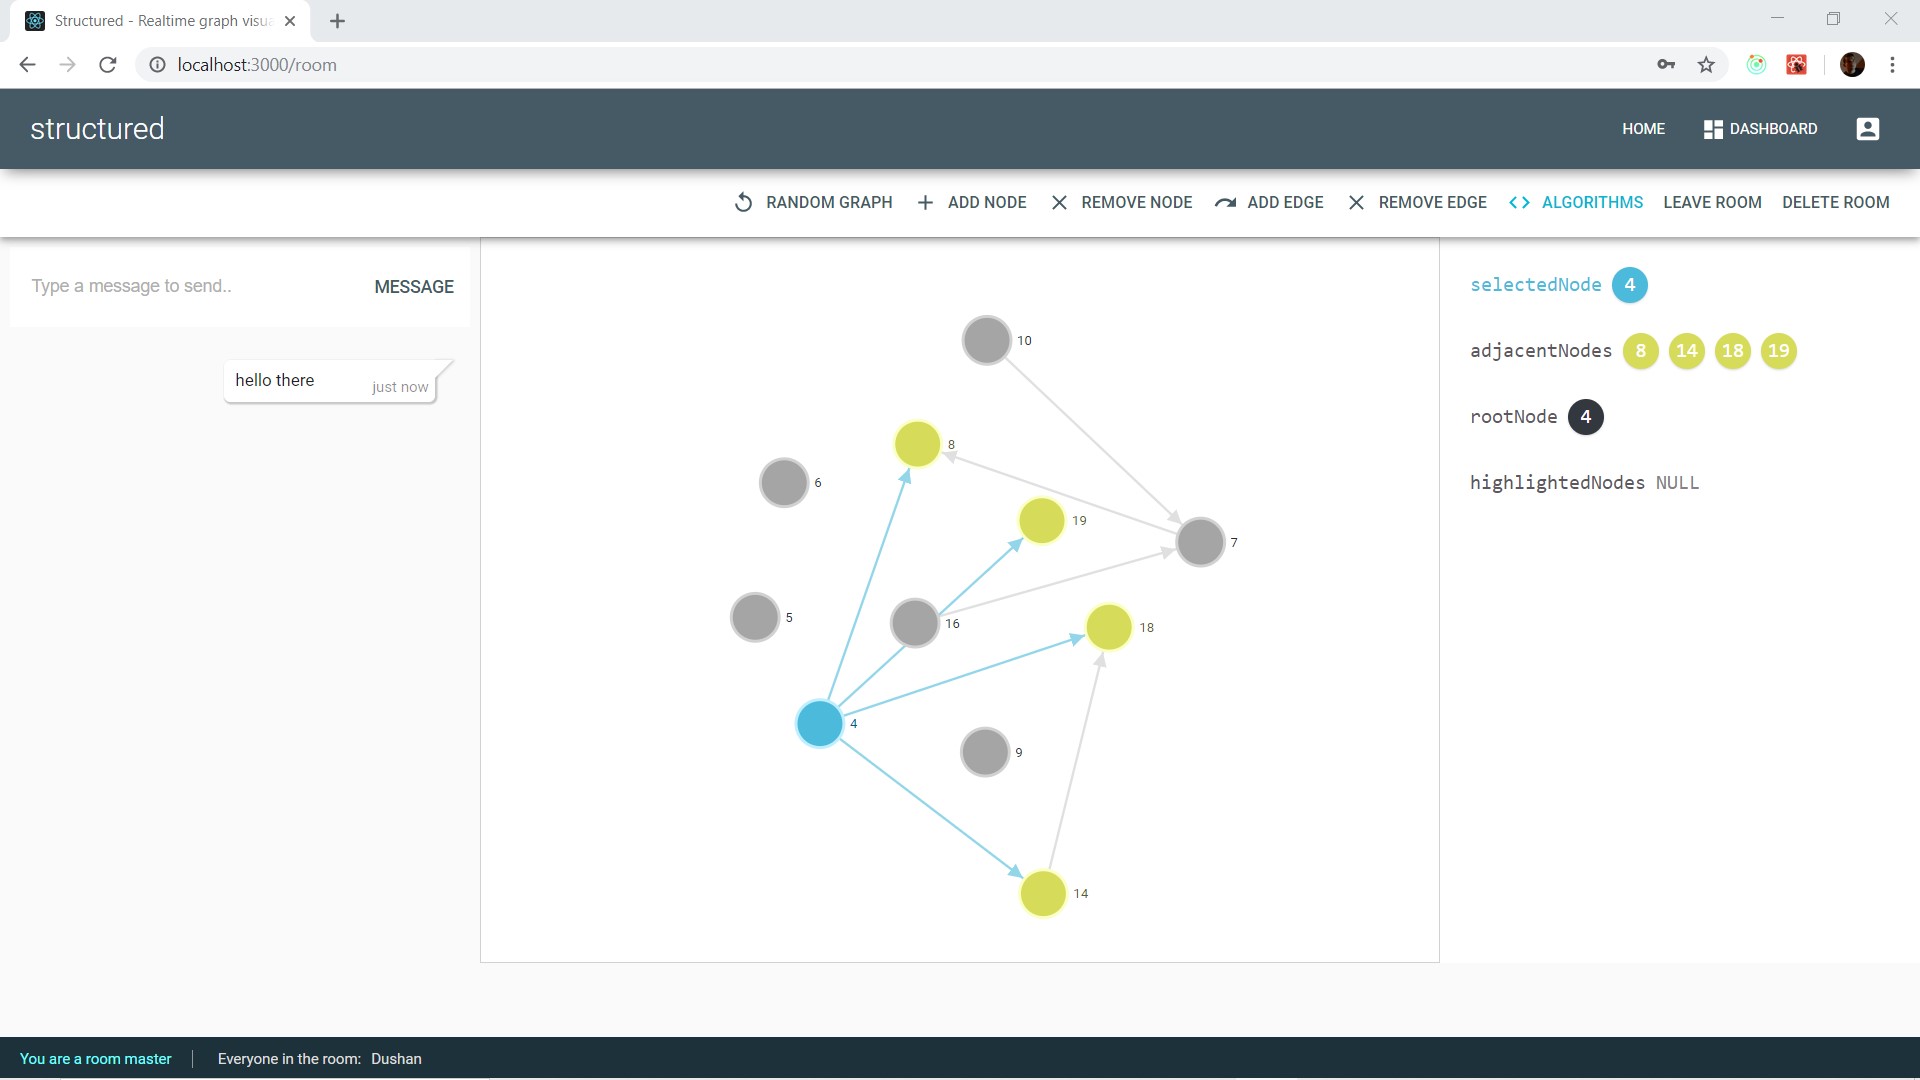 Structured - Realtime graph visua
localhost:3000/room
structured
HOME DASHBOARD
RANDOM GRAPH ADD NODE REMOVE NODE ADD EDGE REMOVE EDGE ALGORITHMS LEAVE ROOM DELETE ROOM
Type a message to send.. MESSAGE
hello there just now
10
8
6
19
7
5
16
18
4
9
14
selectedNode 4
adjacentNodes 8 14 18 19
rootNode 4
highlightedNodes NULL
You are a room master Everyone in the room: Dushan